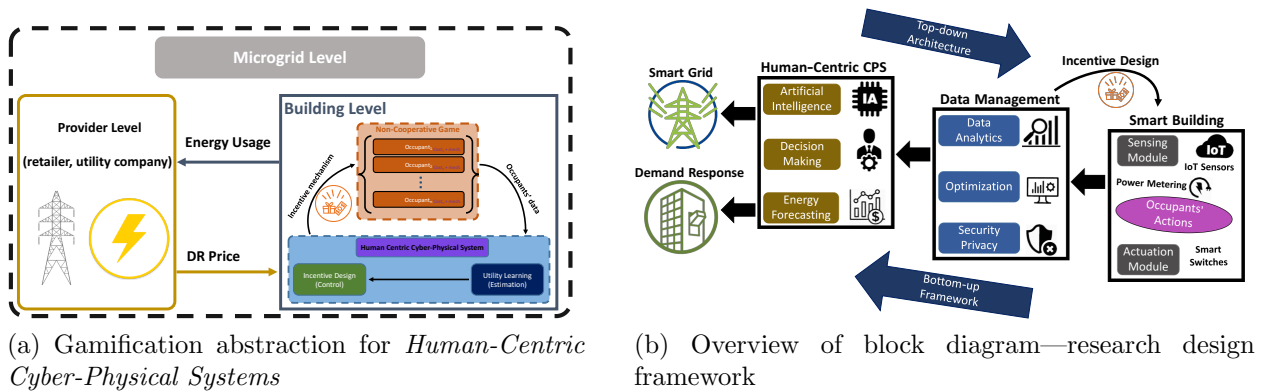 Microgrid Level
Provider Level
(retailer, utility company)
Energy Usage
DR Price
Building Level
Non-Cooperative Game
Occupant
Occupant
Occupant
Incentive mechanism
Occupants' data
Human Centric Cyber-Physical System
Incentive Design
(Control)
Utility Learning
(Estimation)
(a) Gamification abstraction for Human-Centric
Cyber-Physical Systems
Top-down
Architecture
Smart Grid
Demand Response
Human–Centric CPS
Artificial
Intelligence
IA
Decision
Making
Energy
Forecasting
$
Data Management
Data
Analytics
Optimization
Security
Privacy
Incentive Design
Smart Building
Sensing
Module
IoT
IoT Sensors
Power Metering
Occupants'
Actions
Actuation
Module
Smart
Switches
Bottom-up
Framework
(b) Overview of block diagram—research design
framework